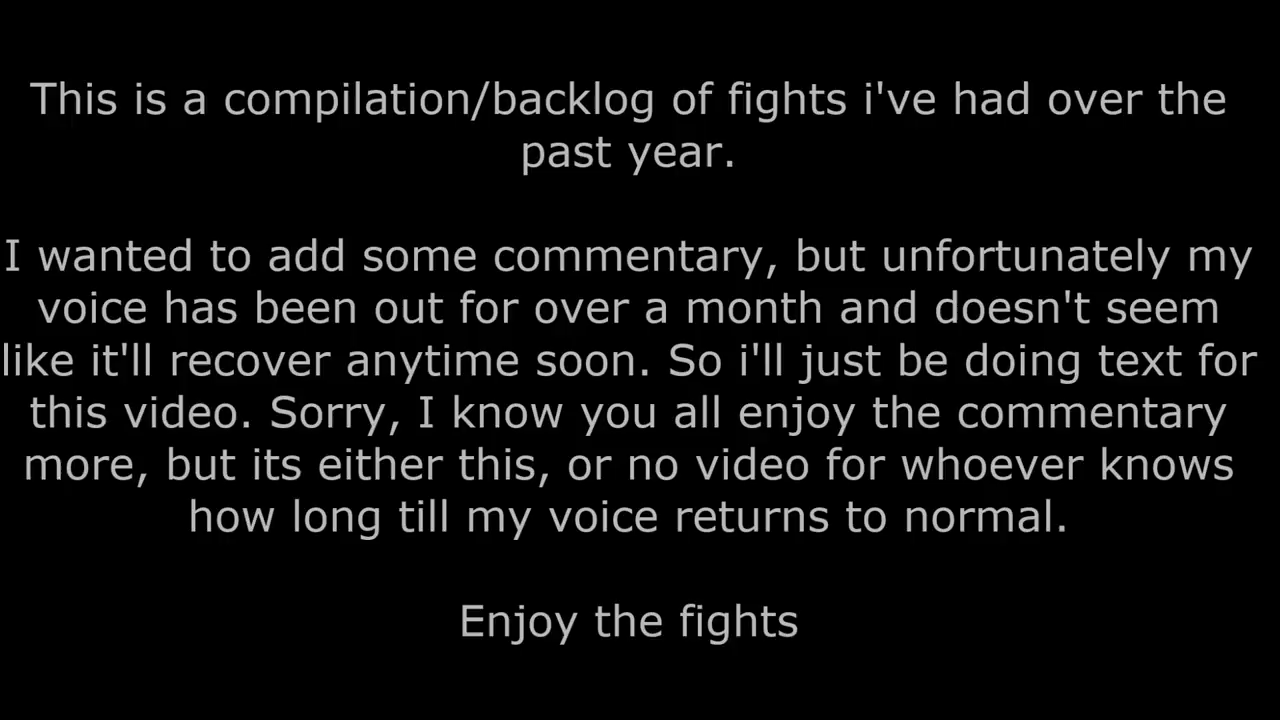 This is a compilation/backlog of fights i've had over the
past year.
I wanted to add some commentary, but unfortunately my
voice has been out for over a month and doesn't seem
like it'll recover anytime soon. So i'll just be doing text for
this video. Sorry, I know you all enjoy the commentary
more, but its either this, or no video for whoever knows
how long till my voice returns to normal.
Enjoy the fights